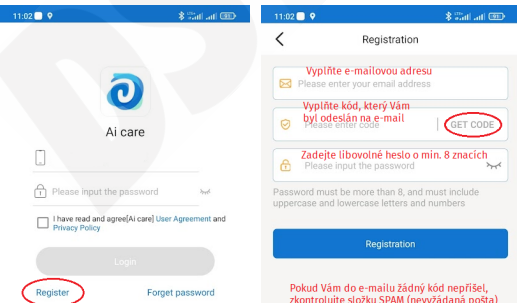 11:02
Ai care
Please input the password
I have read and agree[Ai care] User Agreement and
Privacy Policy
Login
Register
Forget password
11:02
Registration
Vyplňte e-mailovou adresu
Please enter your email address
Vyplňte kód, který Vám
byl odeslán na e-mail
Please enter code
GET CODE
Zadejte libovolné heslo o min. 8 znacích
Please input the password
Password must be more than 8, and must include
uppercase and lowercase letters and numbers
Registration
Pokud Vám do e-mailu žádný kód nepřišel,
zkontrolujte složku SPAM (nevyžádaná pošta)